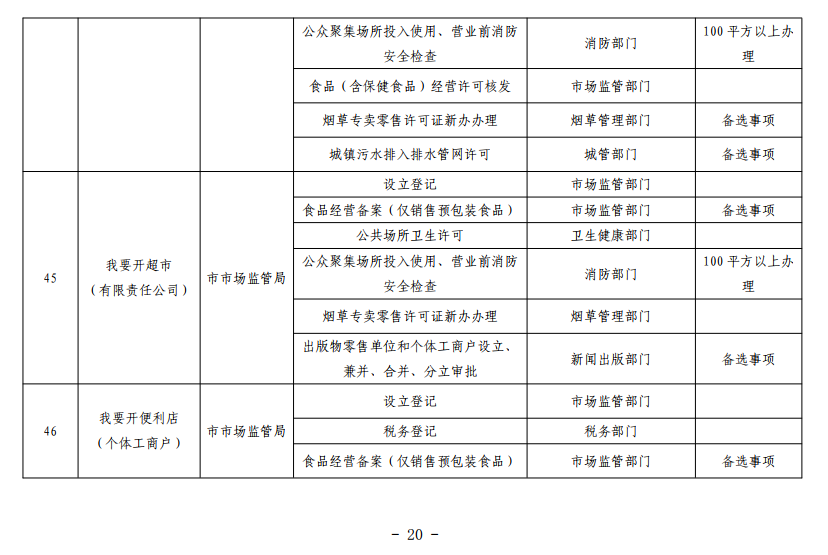 公众聚集场所投入使用、营业前消防
安全检查
消防部门
100 平方以上办
理
食品（含保健食品）经营许可核发
市场监管部门
烟草专卖零售许可证新办办理
烟草管理部门
备选事项
城镇污水排入排水管网许可
城管部门
备选事项
45
我要开超市
（有限责任公司）
市市场监管局
设立登记
市场监管部门
食品经营备案（仅销售预包装食品）
市场监管部门
备选事项
公共场所卫生许可
卫生健康部门
公众聚集场所投入使用、营业前消防
安全检查
消防部门
100 平方以上办
理
烟草专卖零售许可证新办办理
烟草管理部门
出版物零售单位和个体工商户设立、
兼并、合并、分立审批
新闻出版部门
备选事项
46
我要开便利店
（个体工商户）
市市场监管局
设立登记
市场监管部门
税务登记
税务部门
食品经营备案（仅销售预包装食品）
市场监管部门
备选事项
- 20 -